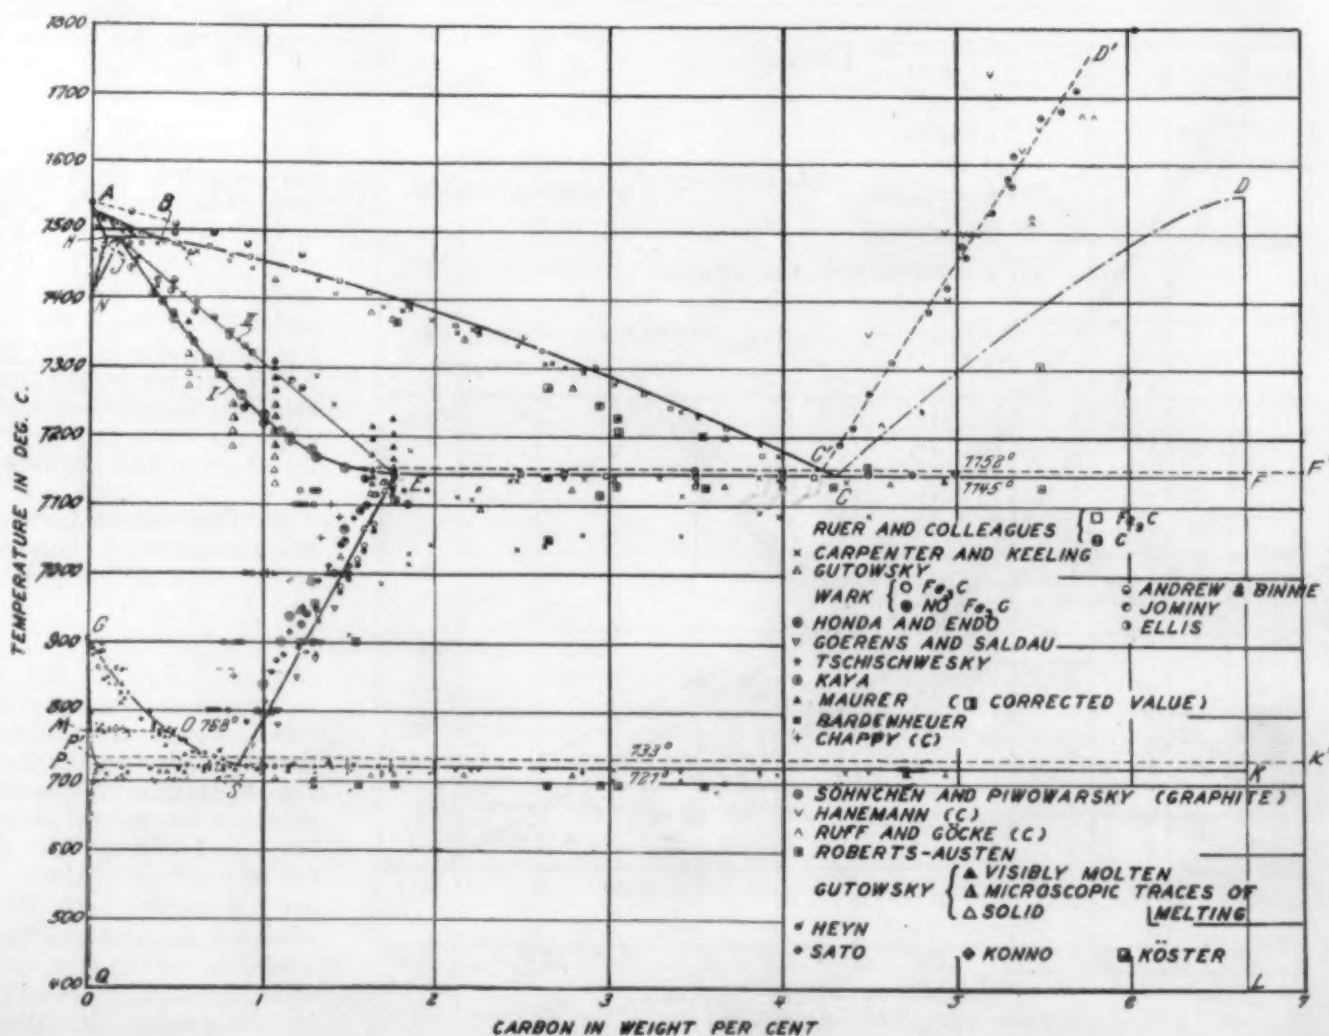 1800
1700
1600
1500
1400
1300
1200
1100
1000
900
800
700
600
500
400
TEMPERATURE IN DEG. C.
A
B
H
J
N
II
I
E
C'
C
D'
D
1152°
1145°
F'
F
G
M
O 768°
P'
P
S
733°
721°
K'
K
Q
L
RUER AND COLLEAGUES { Fe3C
C
CARPENTER AND KEELING
GUTOWSKY
WARK { Fe3C
NO Fe3C
ANDREW & BINNIE
JOMINY
ELLIS
HONDA AND ENDO
GOERENS AND SALDAU
TSCHISCHWESKY
KAYA
MAURER ( CORRECTED VALUE)
BARDENHEUER
CHARPY (C)
SÖHNCHEN AND PIWOWARSKY (GRAPHITE)
HANEMANN (C)
RUFF AND GÖCKE (C)
ROBERTS-AUSTEN
GUTOWSKY { VISIBLY MOLTEN
MICROSCOPIC TRACES OF
SOLID MELTING
HEYN
SATO KONNO KÖSTER
0 1 2 3 4 5 6 7
CARBON IN WEIGHT PER CENT